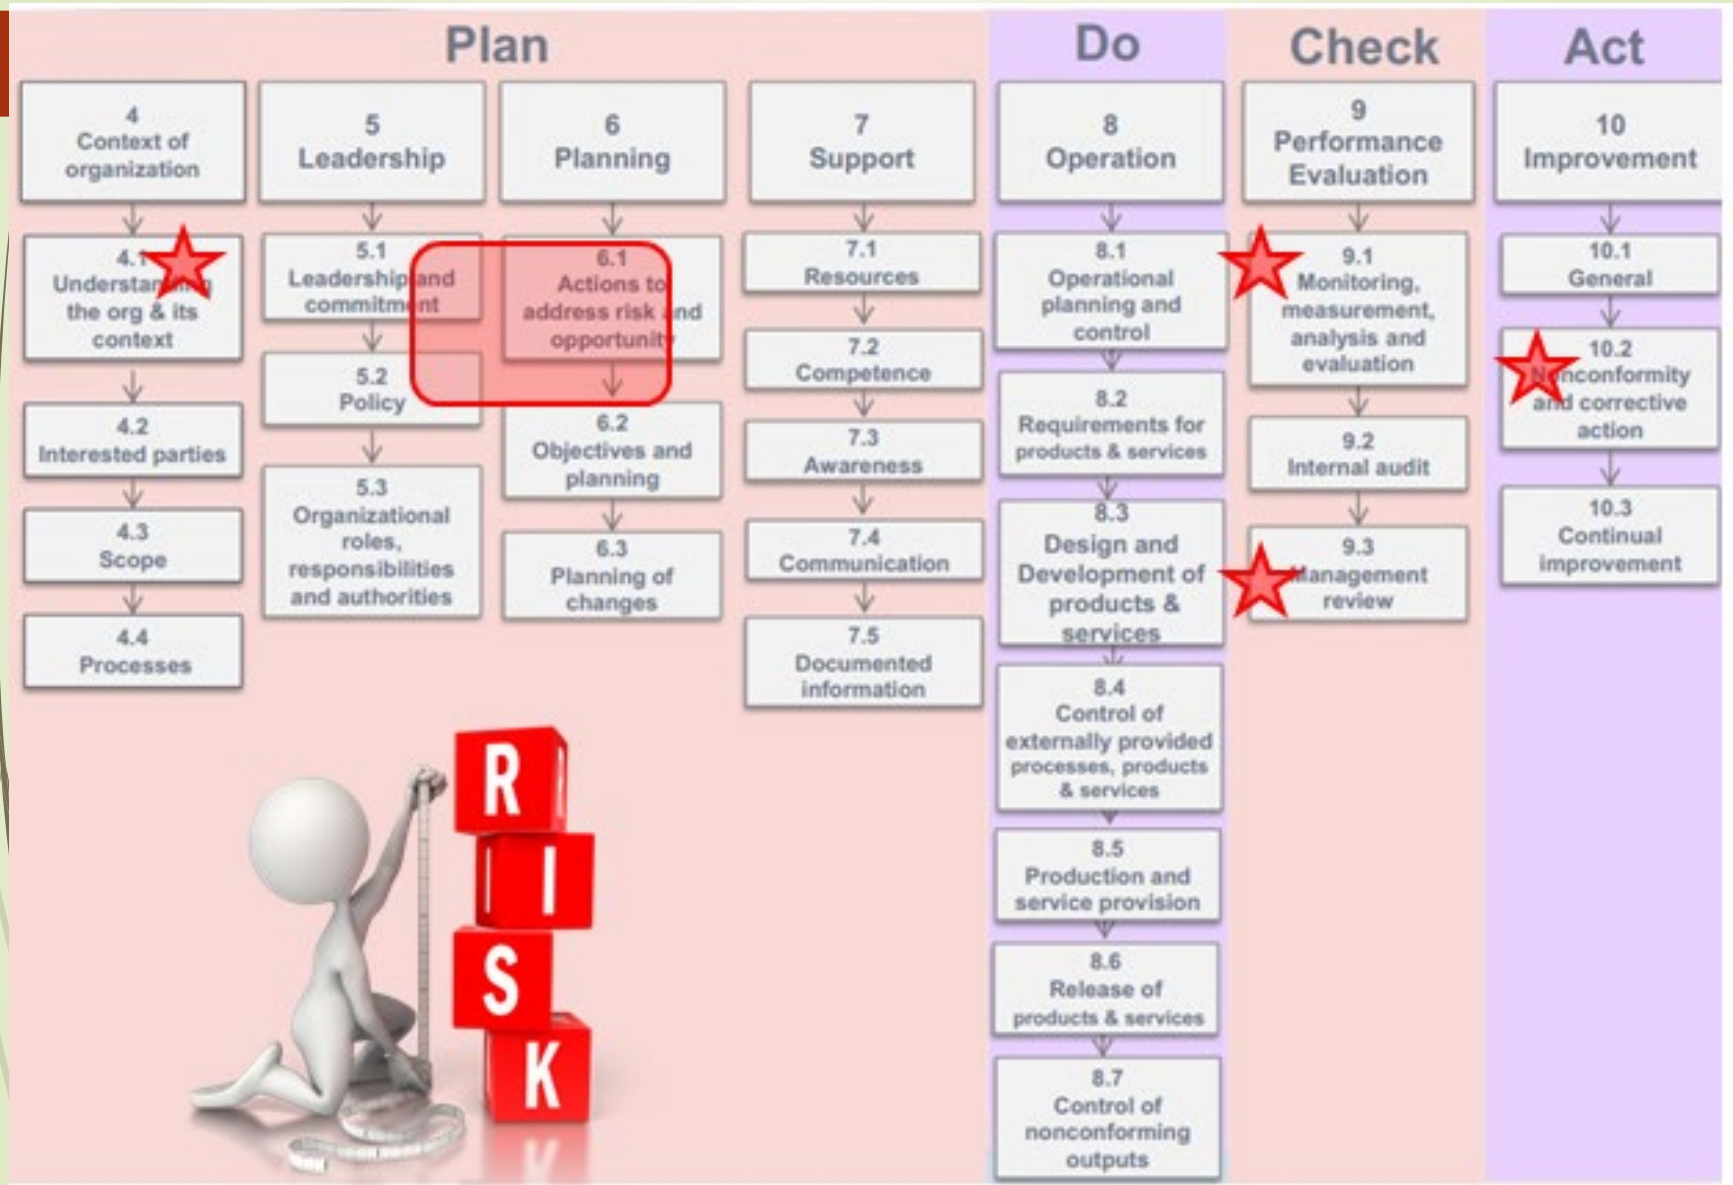 Plan
Do
Check
Act
4
Context of
organization
4.1
Understanding
the org & its
context
4.2
Interested parties
4.3
Scope
4.4
Processes
5
Leadership
5.1
Leadership and
commitment
5.2
Policy
5.3
Organizational
roles,
responsibilities
and authorities
6
Planning
6.1
Actions to
address risk and
opportunity
6.2
Objectives and
planning
6.3
Planning of
changes
7
Support
7.1
Resources
7.2
Competence
7.3
Awareness
7.4
Communication
7.5
Documented
information
8
Operation
8.1
Operational
planning and
control
8.2
Requirements for
products & services
8.3
Design and
Development of
products &
services
8.4
Control of
externally provided
processes, products
& services
8.5
Production and
service provision
8.6
Release of
products & services
8.7
Control of
nonconforming
outputs
9
Performance
Evaluation
9.1
Monitoring,
measurement,
analysis and
evaluation
9.2
Internal audit
9.3
Management
review
10
Improvement
10.1
General
10.2
Nonconformity
and corrective
action
10.3
Continual
improvement
R
I
S
K